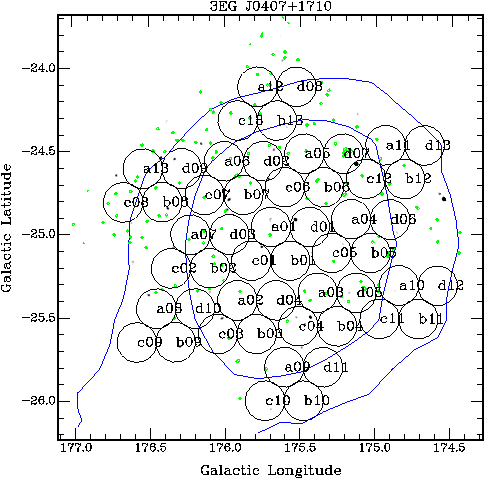 3EG J0407+1710
a12 d08
−24.0
c13 b13
a11 d13
a06 d02 a05 d07
−24.5
a13 d09
c12 b12
c07 b07 c06 b06
c08 b08
a04 d06
a01 d01
−25.0
a07 d03
c05 b05
c01 b01
c02 b02
a10 d12
a03 d05
a02 d04
a08 d10
−25.5
c11 b11
c04 b04
c03 b03
c09 b09
a09 d11
−26.0
c10 b10
177.0 176.5 176.0 175.5 175.0 174.5
Galactic Longitude
Galactic Latitude